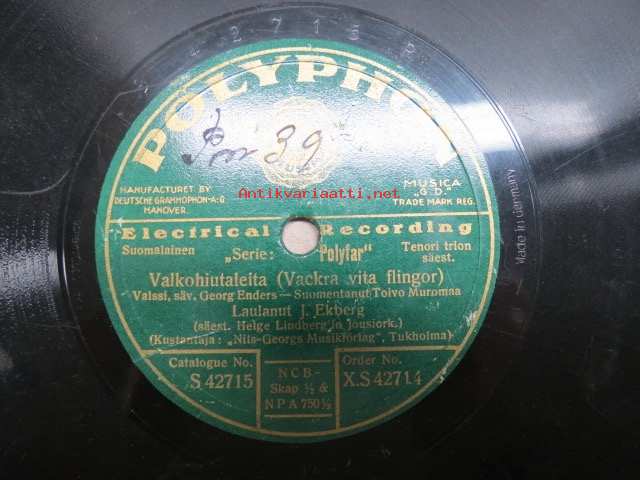 42715
POLYPHON
Pm 39
Antikvariaatti.net
MANUFACTURET BY
DEUTSCHE GRAMMOPHON-A:G
HANOVER.
MUSICA
„G. D."
TRADE MARK REG.
Electrical Recording
Suomalainen
„Serie: Polyfar"
Tenori trion
säest.
Valkohiutaleita (Vackra vita flingor)
Valssi, säv. Georg Enders — Suomentanut Toivo Muromaa
Laulanut J. Ekberg
(säest. Helge Lindberg'in jousiork.)
(Kustantaja: „Nils-Georgs Musikförlag", Tukholma)
Catalogue No.
S 42715
NCB-
Skap ½ &
NPA 750½
Order No.
X.S 42714
Made in Germany